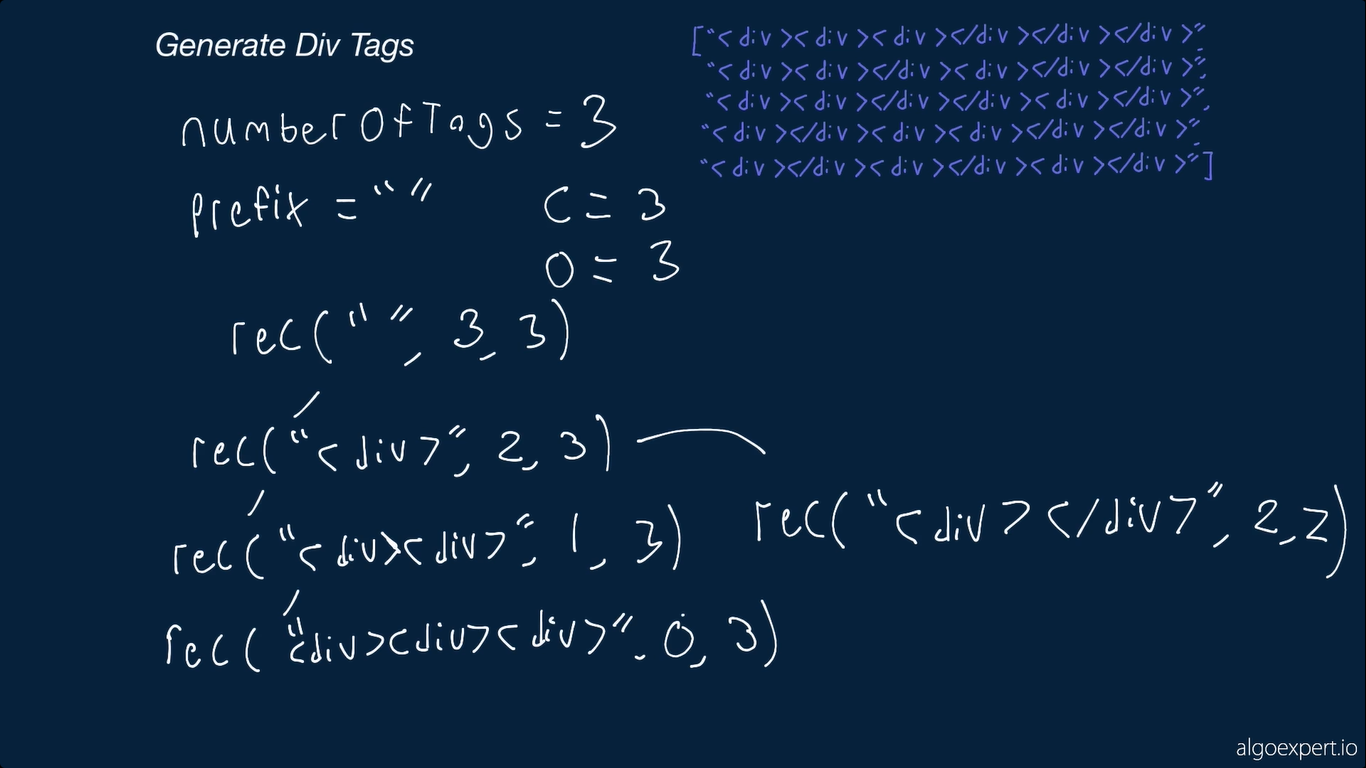 Generate Div Tags
["<div><div><div></div></div></div>",
"<div><div></div><div></div></div>",
"<div><div></div></div><div></div>",
"<div></div><div><div></div></div>",
"<div></div><div></div><div></div>"]
numberOfTags = 3
prefix = "" C = 3
O = 3
rec("", 3, 3)
rec("<div>", 2, 3)
rec("<div></div>", 2, 2)
rec("<div><div>", 1, 3)
rec("<div><div><div>", 0, 3)
algoexpert.io